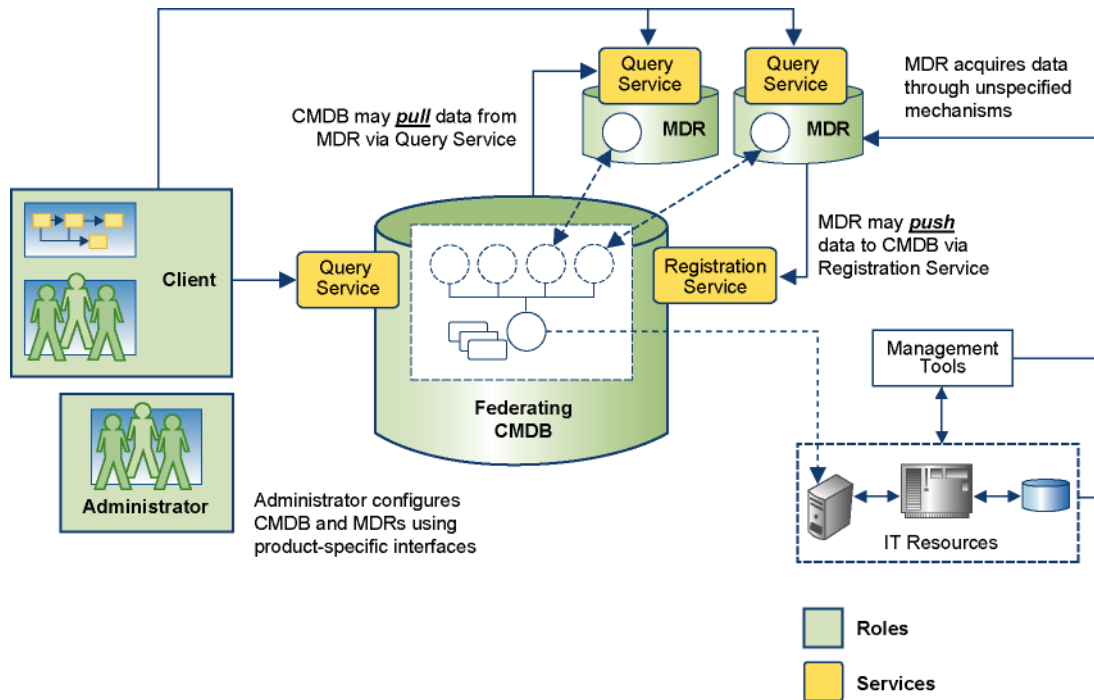 Query
Service
Query
Service
MDR
MDR
MDR acquires data
through unspecified
mechanisms
CMDB may pull data from
MDR via Query Service
MDR may push
data to CMDB via
Registration Service
Client
Query
Service
Registration
Service
Federating
CMDB
Management
Tools
IT Resources
Administrator
Administrator configures
CMDB and MDRs using
product-specific interfaces
Roles
Services